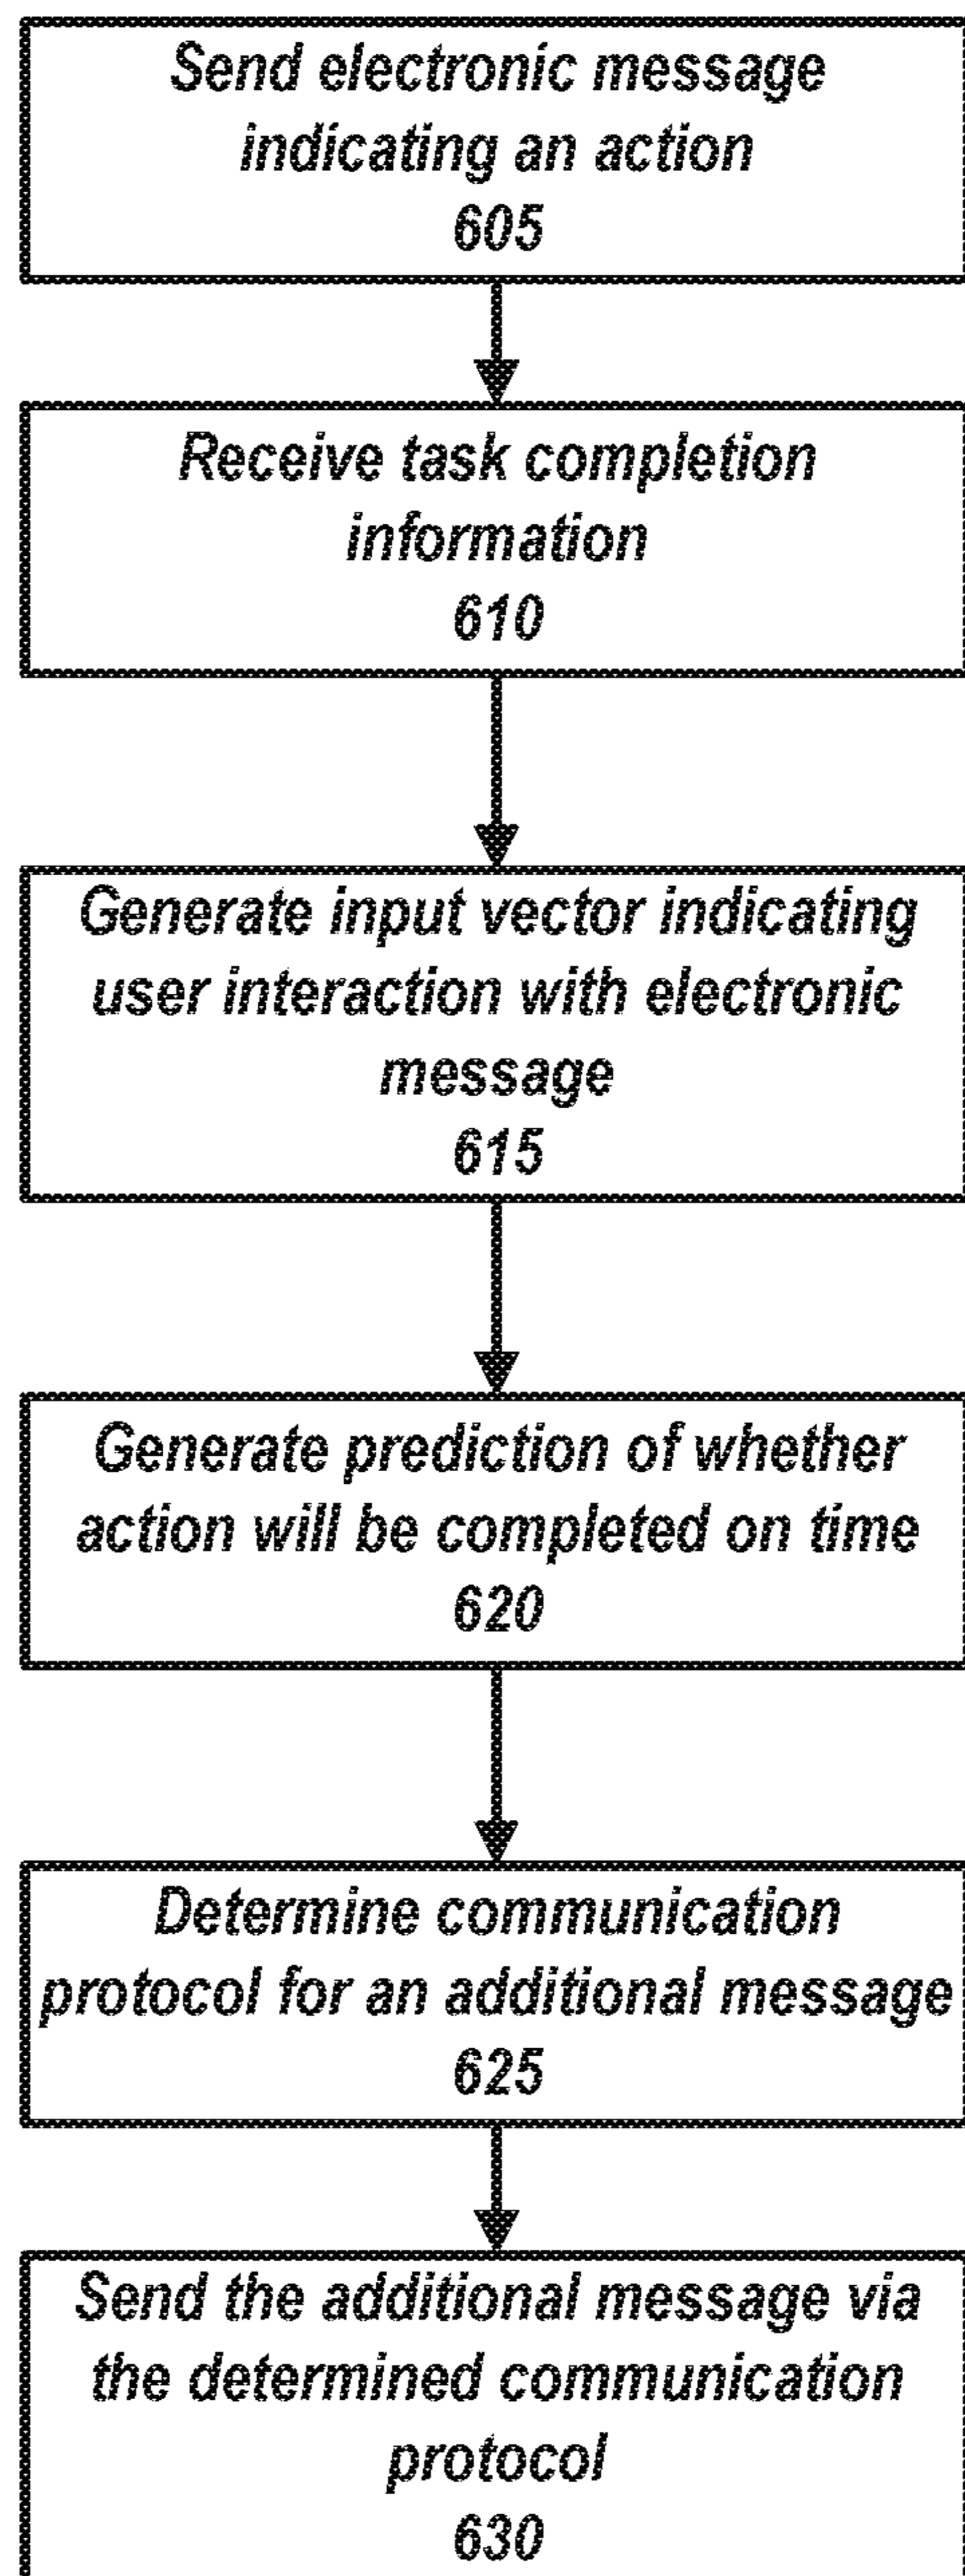 Send electronic message
indicating an action
605
Receive task completion
information
610
Generate input vector indicating
user interaction with electronic
message
615
Generate prediction of whether
action will be completed on time
620
Determine communication
protocol for an additional message
625
Send the additional message via
the determined communication
protocol
630